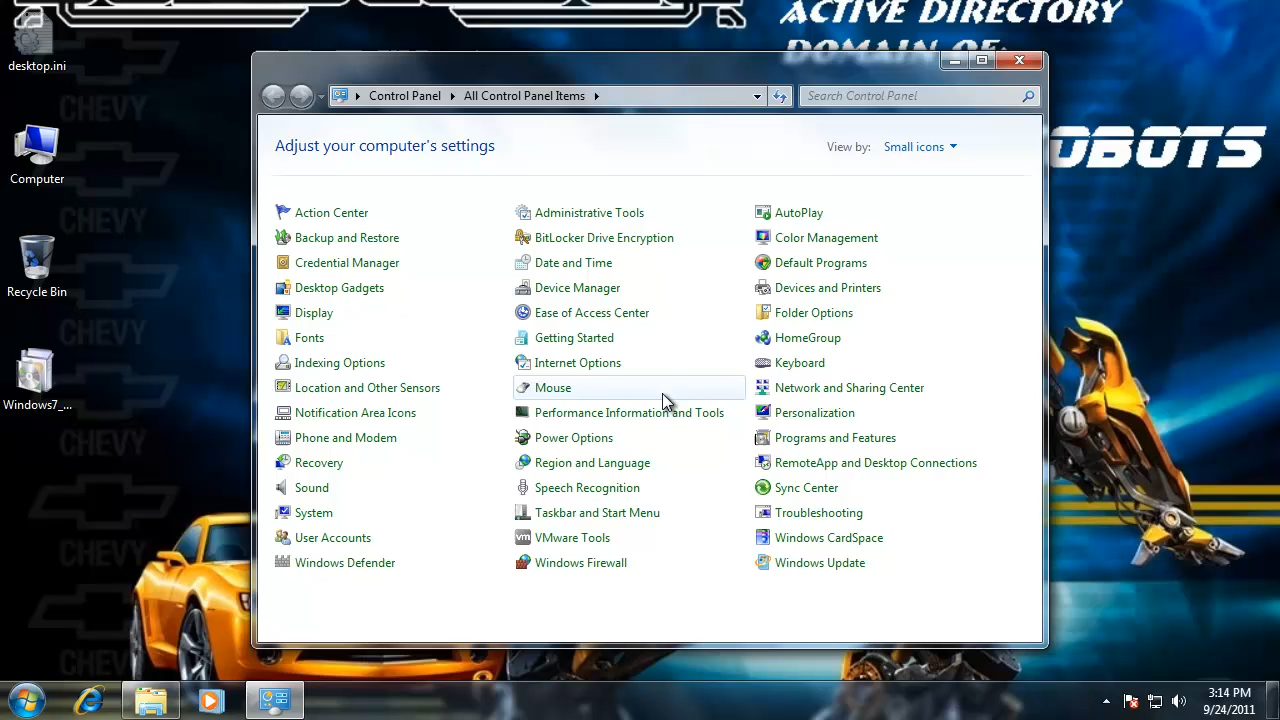 ACTIVE DIRECTORY
DOMAIN OF:
OBOTS
desktop.ini
Computer
Recycle Bin
Windows7_...
Control Panel
All Control Panel Items
Search Control Panel
Adjust your computer's settings
View by: Small icons
Action Center
Administrative Tools
AutoPlay
Backup and Restore
BitLocker Drive Encryption
Color Management
Credential Manager
Date and Time
Default Programs
Desktop Gadgets
Device Manager
Devices and Printers
Display
Ease of Access Center
Folder Options
Fonts
Getting Started
HomeGroup
Indexing Options
Internet Options
Keyboard
Location and Other Sensors
Mouse
Network and Sharing Center
Notification Area Icons
Performance Information and Tools
Personalization
Phone and Modem
Power Options
Programs and Features
Recovery
Region and Language
RemoteApp and Desktop Connections
Sound
Speech Recognition
Sync Center
System
Taskbar and Start Menu
Troubleshooting
User Accounts
vm
VMware Tools
Windows CardSpace
Windows Defender
Windows Firewall
Windows Update
CHEVY
CHEVY
CHEVY
CHEVY
CHEVY
CHEVY
3:14 PM
9/24/2011